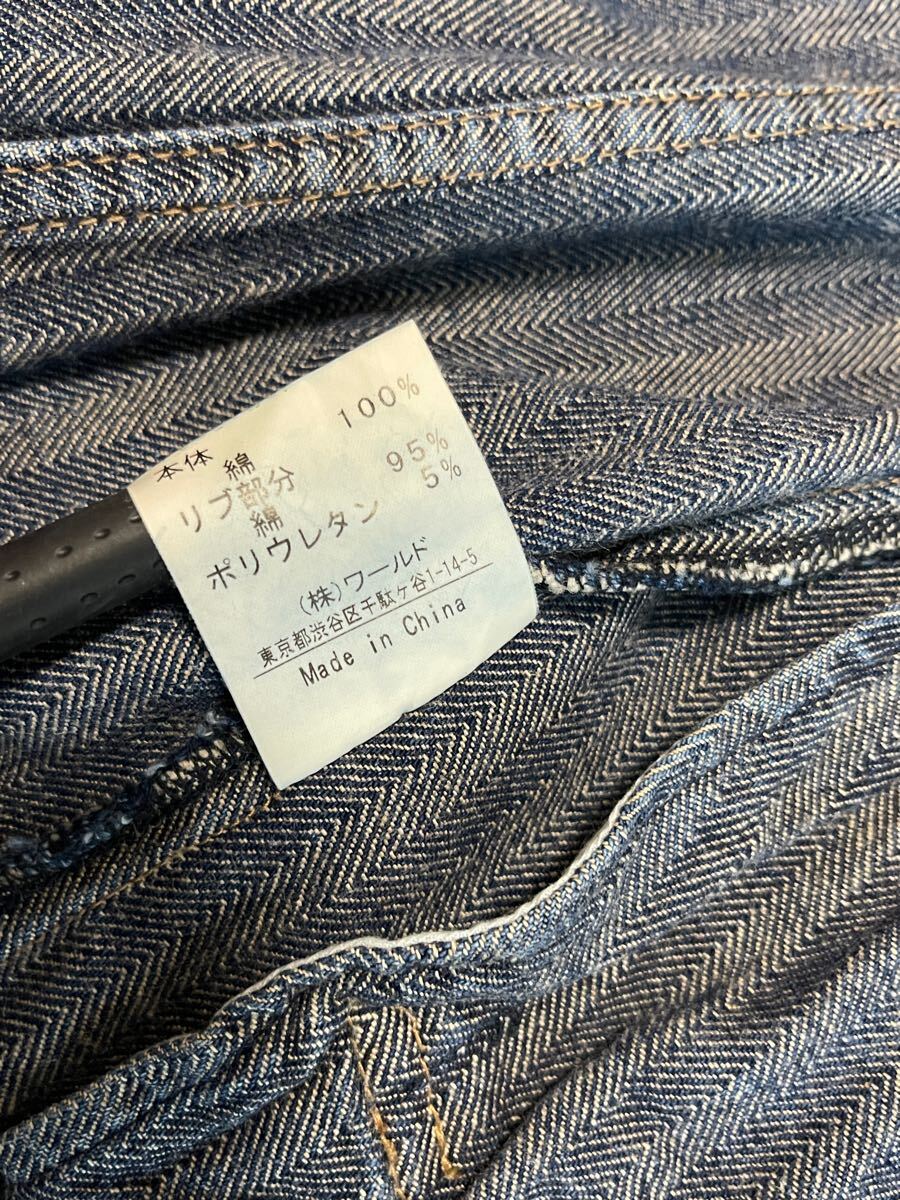 本体 綿 100%
リブ部分
綿 95%
ポリウレタン 5%
(株)ワールド
東京都渋谷区千駄ヶ谷1-14-5
Made in China